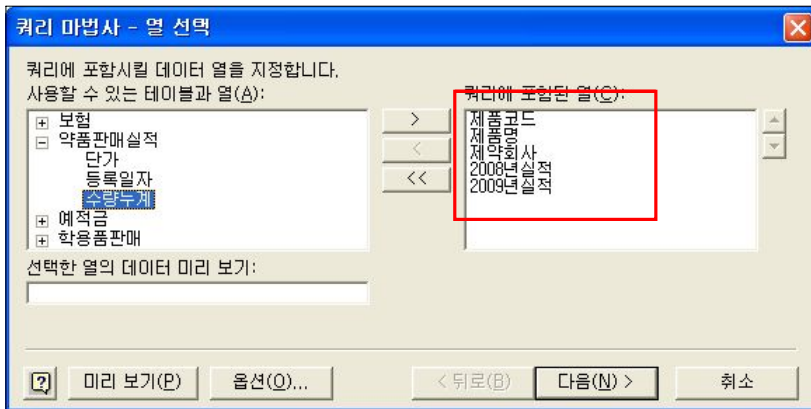 쿼리 마법사 - 열 선택
쿼리에 포함시킬 데이터 열을 지정합니다.
사용할 수 있는 테이블과 열(A):
쿼리에 포함된 열(C):
보험
약품판매실적
단가
등록일자
수량누계
예적금
학용품판매
>
<
<<
제품코드
제품명
제약회사
2008년실적
2009년실적
선택한 열의 데이터 미리 보기:
?
미리 보기(P)
옵션(O)...
< 뒤로(B)
다음(N) >
취소